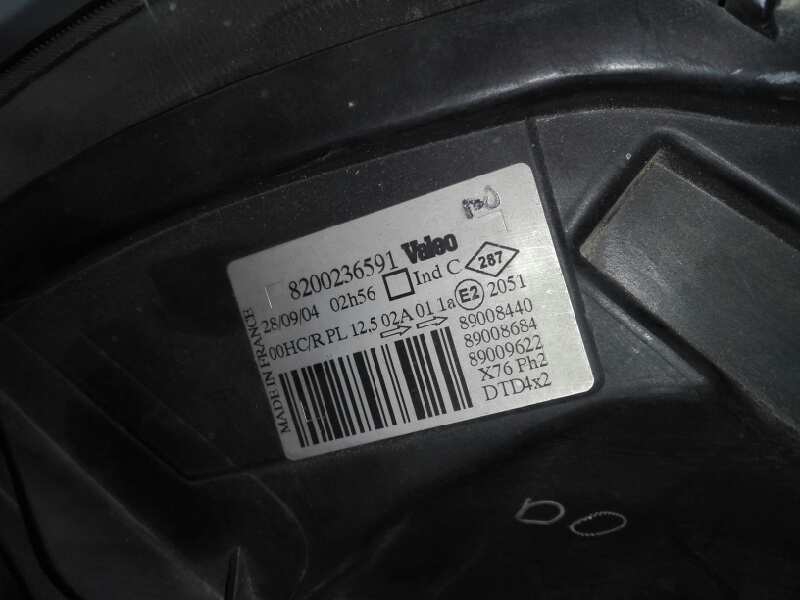 8200236591 Valeo
28/09/04 02h56 Ind C 287
00HC/R PL 12,5 02A 01 1a E2 2051
89008440
89008684
89009622
X76 Ph2
DTD4x2
MADE IN FRANCE